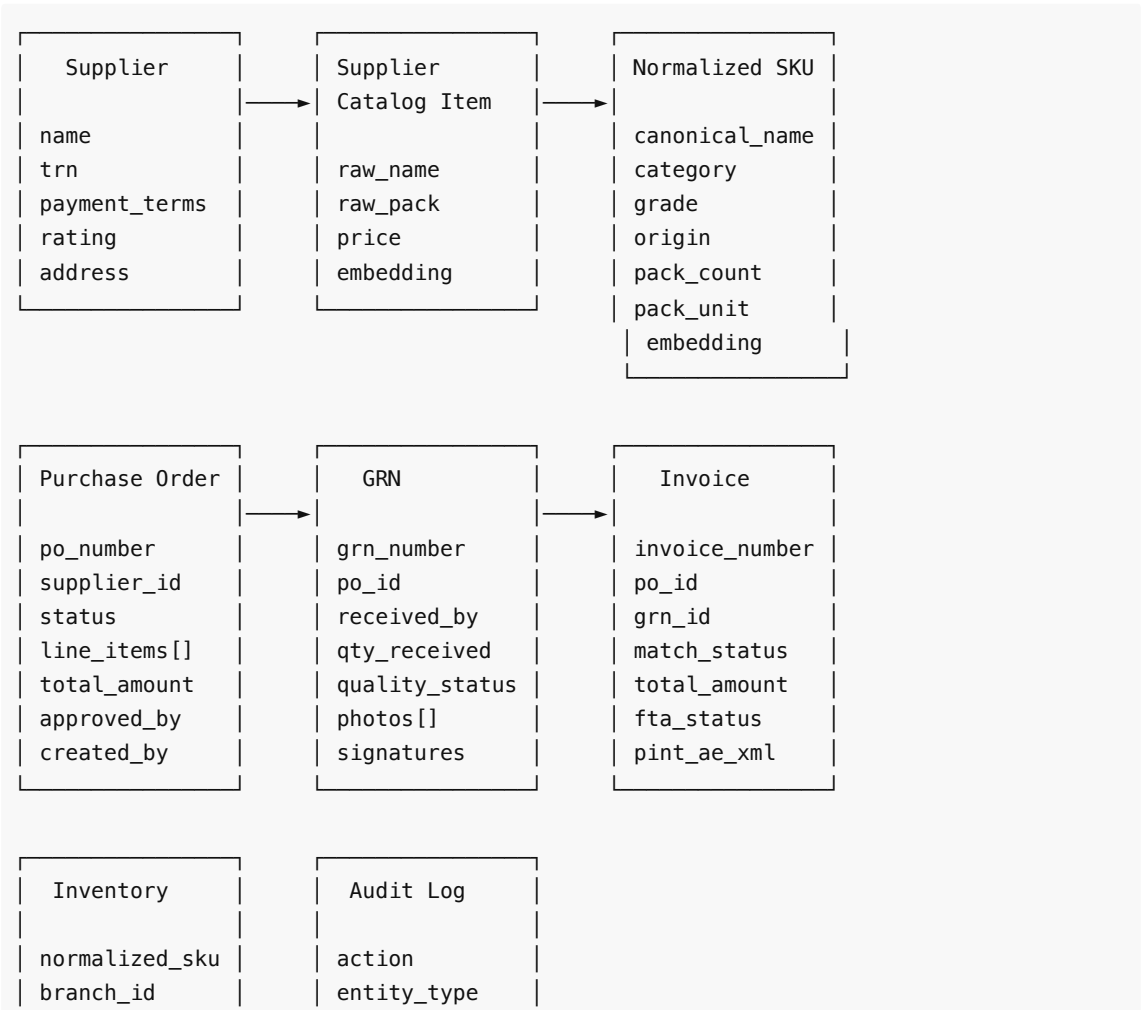 Supplier
name
trn
payment_terms
rating
address
Supplier
Catalog Item
raw_name
raw_pack
price
embedding
Normalized SKU
canonical_name
category
grade
origin
pack_count
pack_unit
embedding
Purchase Order
po_number
supplier_id
status
line_items[]
total_amount
approved_by
created_by
GRN
grn_number
po_id
received_by
qty_received
quality_status
photos[]
signatures
Invoice
invoice_number
po_id
grn_id
match_status
total_amount
fta_status
pint_ae_xml
Inventory
normalized_sku
branch_id
Audit Log
action
entity_type